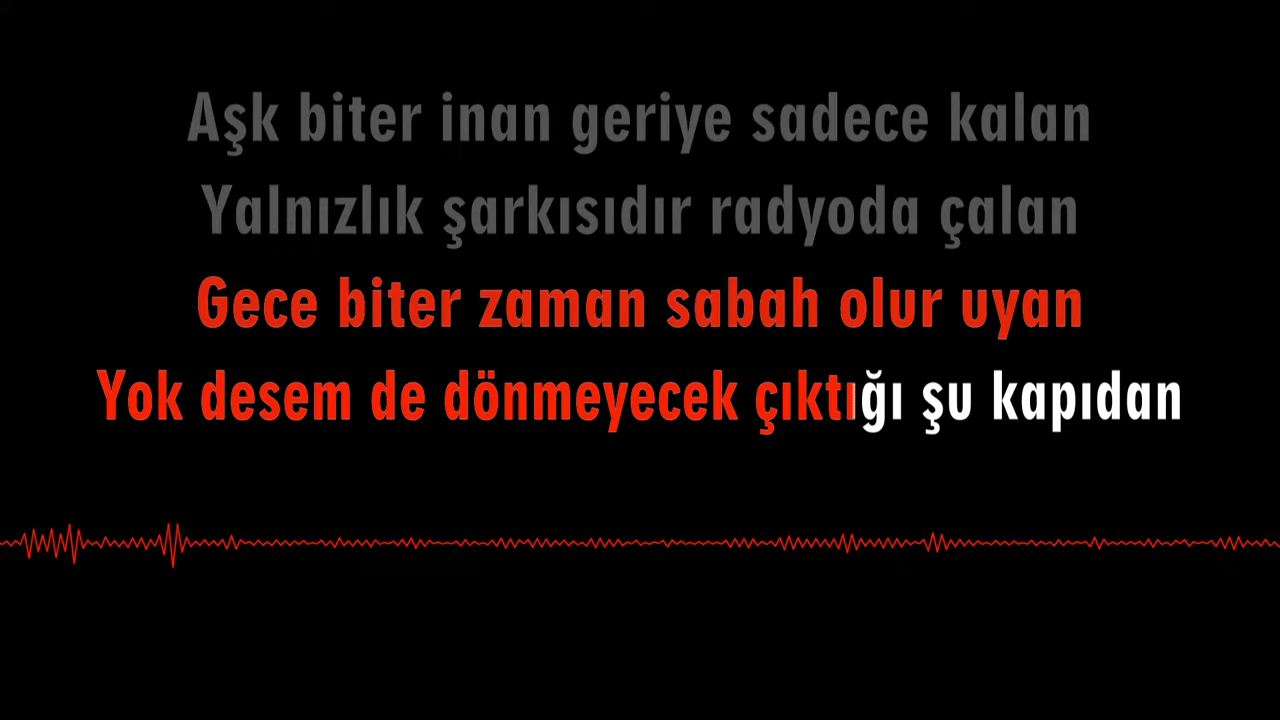 Aşk biter inan geriye sadece kalan
Yalnızlık şarkısıdır radyoda çalan
Gece biter zaman sabah olur uyan
Yok desem de dönmeyecek çıktığı şu kapıdan